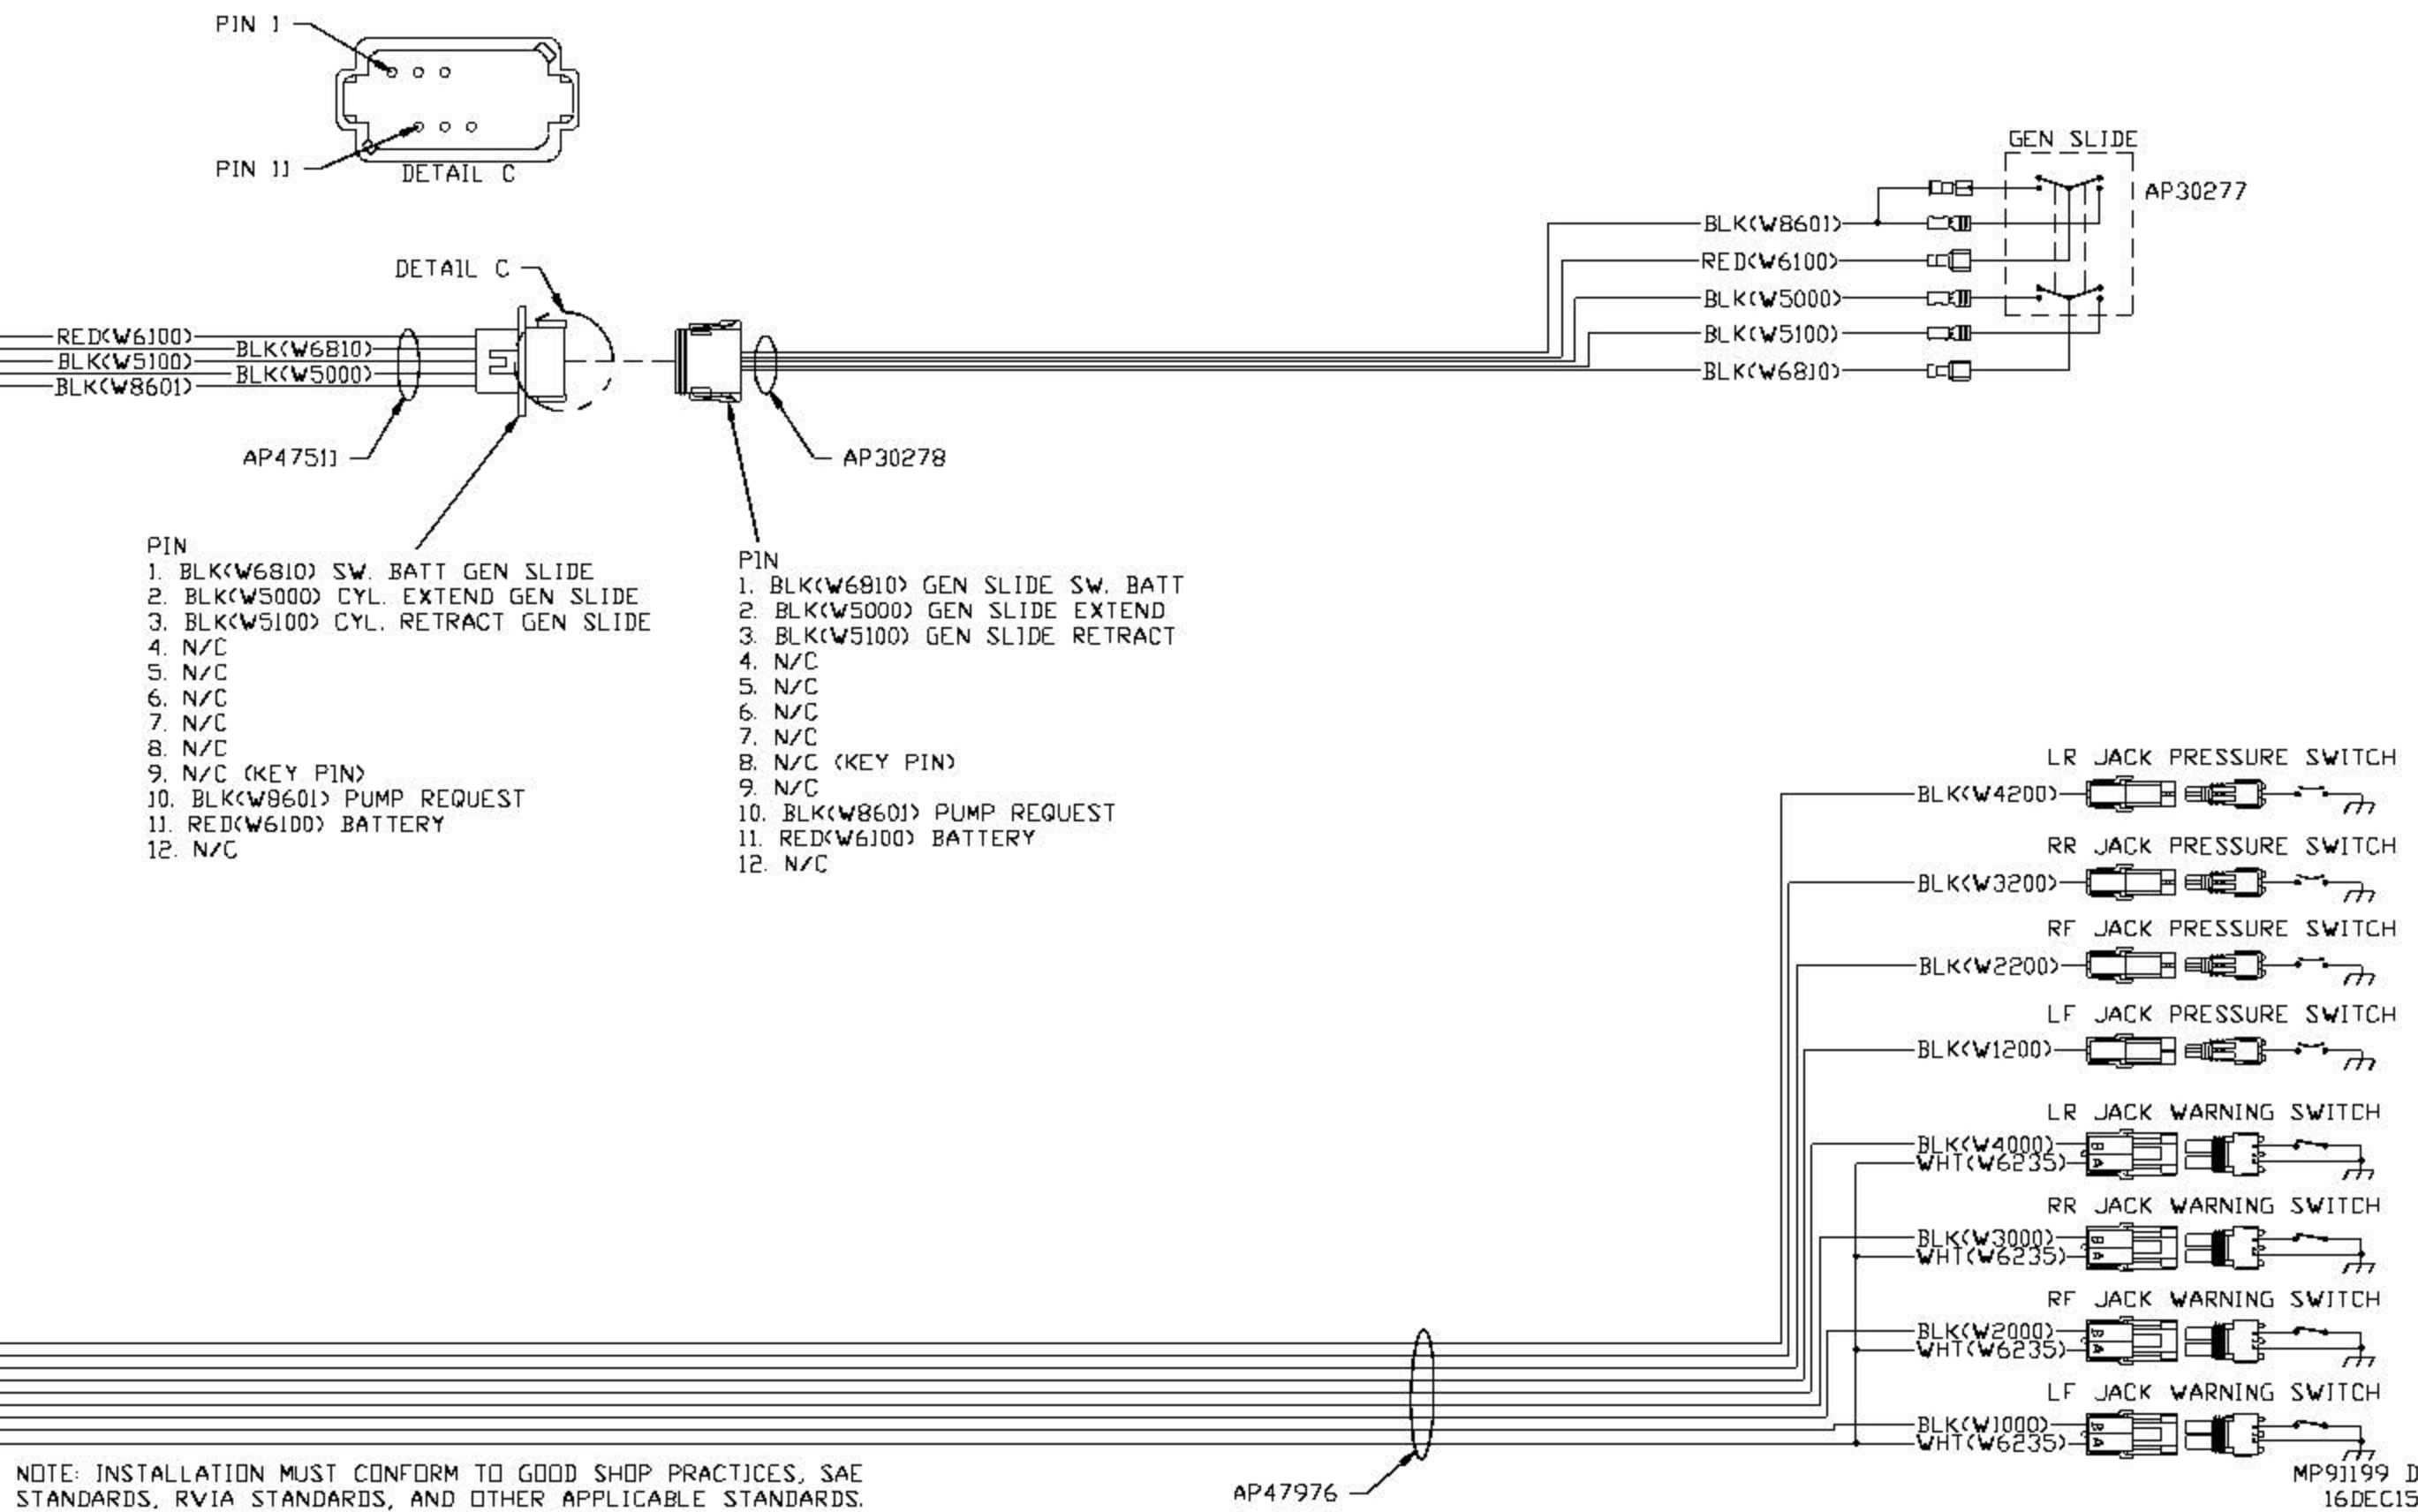 PIN 1
PIN 11
DETAIL C
GEN SLIDE
AP30277
BLK(W8601)
RED(W6100)
BLK(W5000)
BLK(W5100)
BLK(W6810)
DETAIL C
RED(W6100)
BLK(W6810)
BLK(W5100)
BLK(W5000)
BLK(W8601)
AP47511
AP30278
PIN
1. BLK(W6810) SW. BATT GEN SLIDE
2. BLK(W5000) CYL. EXTEND GEN SLIDE
3. BLK(W5100) CYL. RETRACT GEN SLIDE
4. N/C
5. N/C
6. N/C
7. N/C
8. N/C
9. N/C (KEY PIN)
10. BLK(W8601) PUMP REQUEST
11. RED(W6100) BATTERY
12. N/C
PIN
1. BLK(W6810) GEN SLIDE SW. BATT
2. BLK(W5000) GEN SLIDE EXTEND
3. BLK(W5100) GEN SLIDE RETRACT
4. N/C
5. N/C
6. N/C
7. N/C
8. N/C (KEY PIN)
9. N/C
10. BLK(W8601) PUMP REQUEST
11. RED(W6100) BATTERY
12. N/C
LR JACK PRESSURE SWITCH
BLK(W4200)
RR JACK PRESSURE SWITCH
BLK(W3200)
RF JACK PRESSURE SWITCH
BLK(W2200)
LF JACK PRESSURE SWITCH
BLK(W1200)
LR JACK WARNING SWITCH
BLK(W4000) B
WHT(W6235) A
RR JACK WARNING SWITCH
BLK(W3000) B
WHT(W6235) A
RF JACK WARNING SWITCH
BLK(W2000) B
WHT(W6235) A
LF JACK WARNING SWITCH
BLK(W1000) B
WHT(W6235) A
AP47976
NOTE: INSTALLATION MUST CONFORM TO GOOD SHOP PRACTICES, SAE
STANDARDS, RVIA STANDARDS, AND OTHER APPLICABLE STANDARDS.
MP91199 D
16DEC15